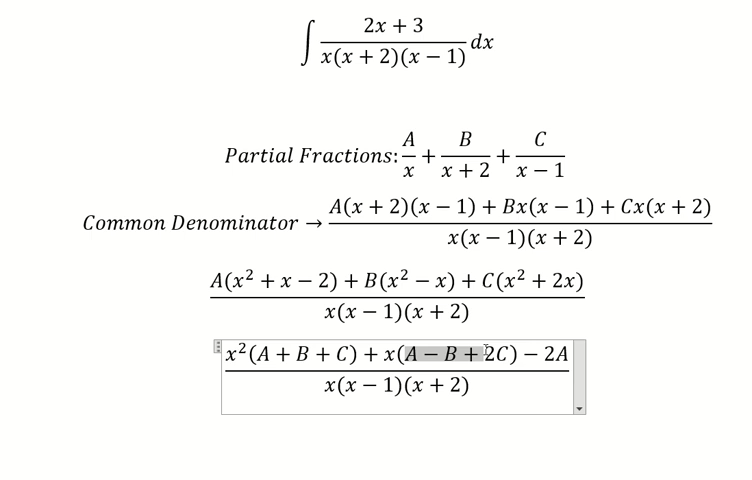 ∫ (2x + 3)/(x(x + 2)(x − 1)) dx
Partial Fractions: A/x + B/(x + 2) + C/(x − 1)
Common Denominator → (A(x + 2)(x − 1) + Bx(x − 1) + Cx(x + 2))/(x(x − 1)(x + 2))
(A(x² + x − 2) + B(x² − x) + C(x² + 2x))/(x(x − 1)(x + 2))
(x²(A + B + C) + x(A − B + 2C) − 2A)/(x(x − 1)(x + 2))